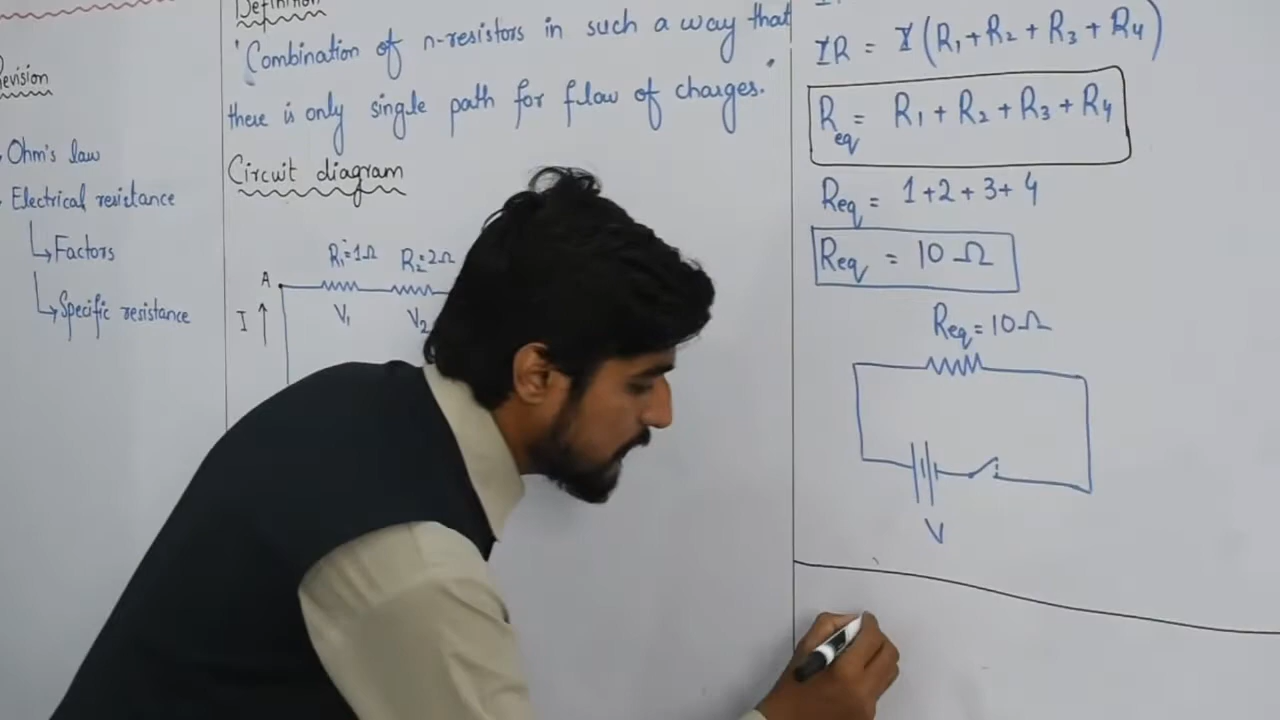 Revision
Ohm's law
Electrical resistance
Factors
Specific resistance
Definition
"Combination of n-resistors in such a way that
there is only single path for flow of charges."
Circuit diagram
R₁=1Ω R₂=2Ω
A
V₁ V₂
I
IR = I(R₁+R₂+R₃+R₄)
Req = R₁+R₂+R₃+R₄
Req = 1+2+3+4
Req = 10Ω
Req=10Ω
V